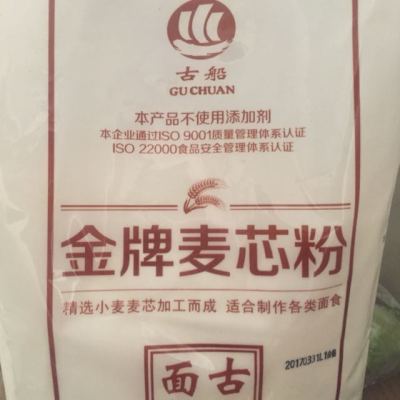 古船
GU CHUAN
本产品不使用添加剂
本企业通过ISO 9001质量管理体系认证
ISO 22000食品安全管理体系认证
金牌麦芯粉
精选小麦麦芯加工而成 适合制作各类面食
20170331L1
面古